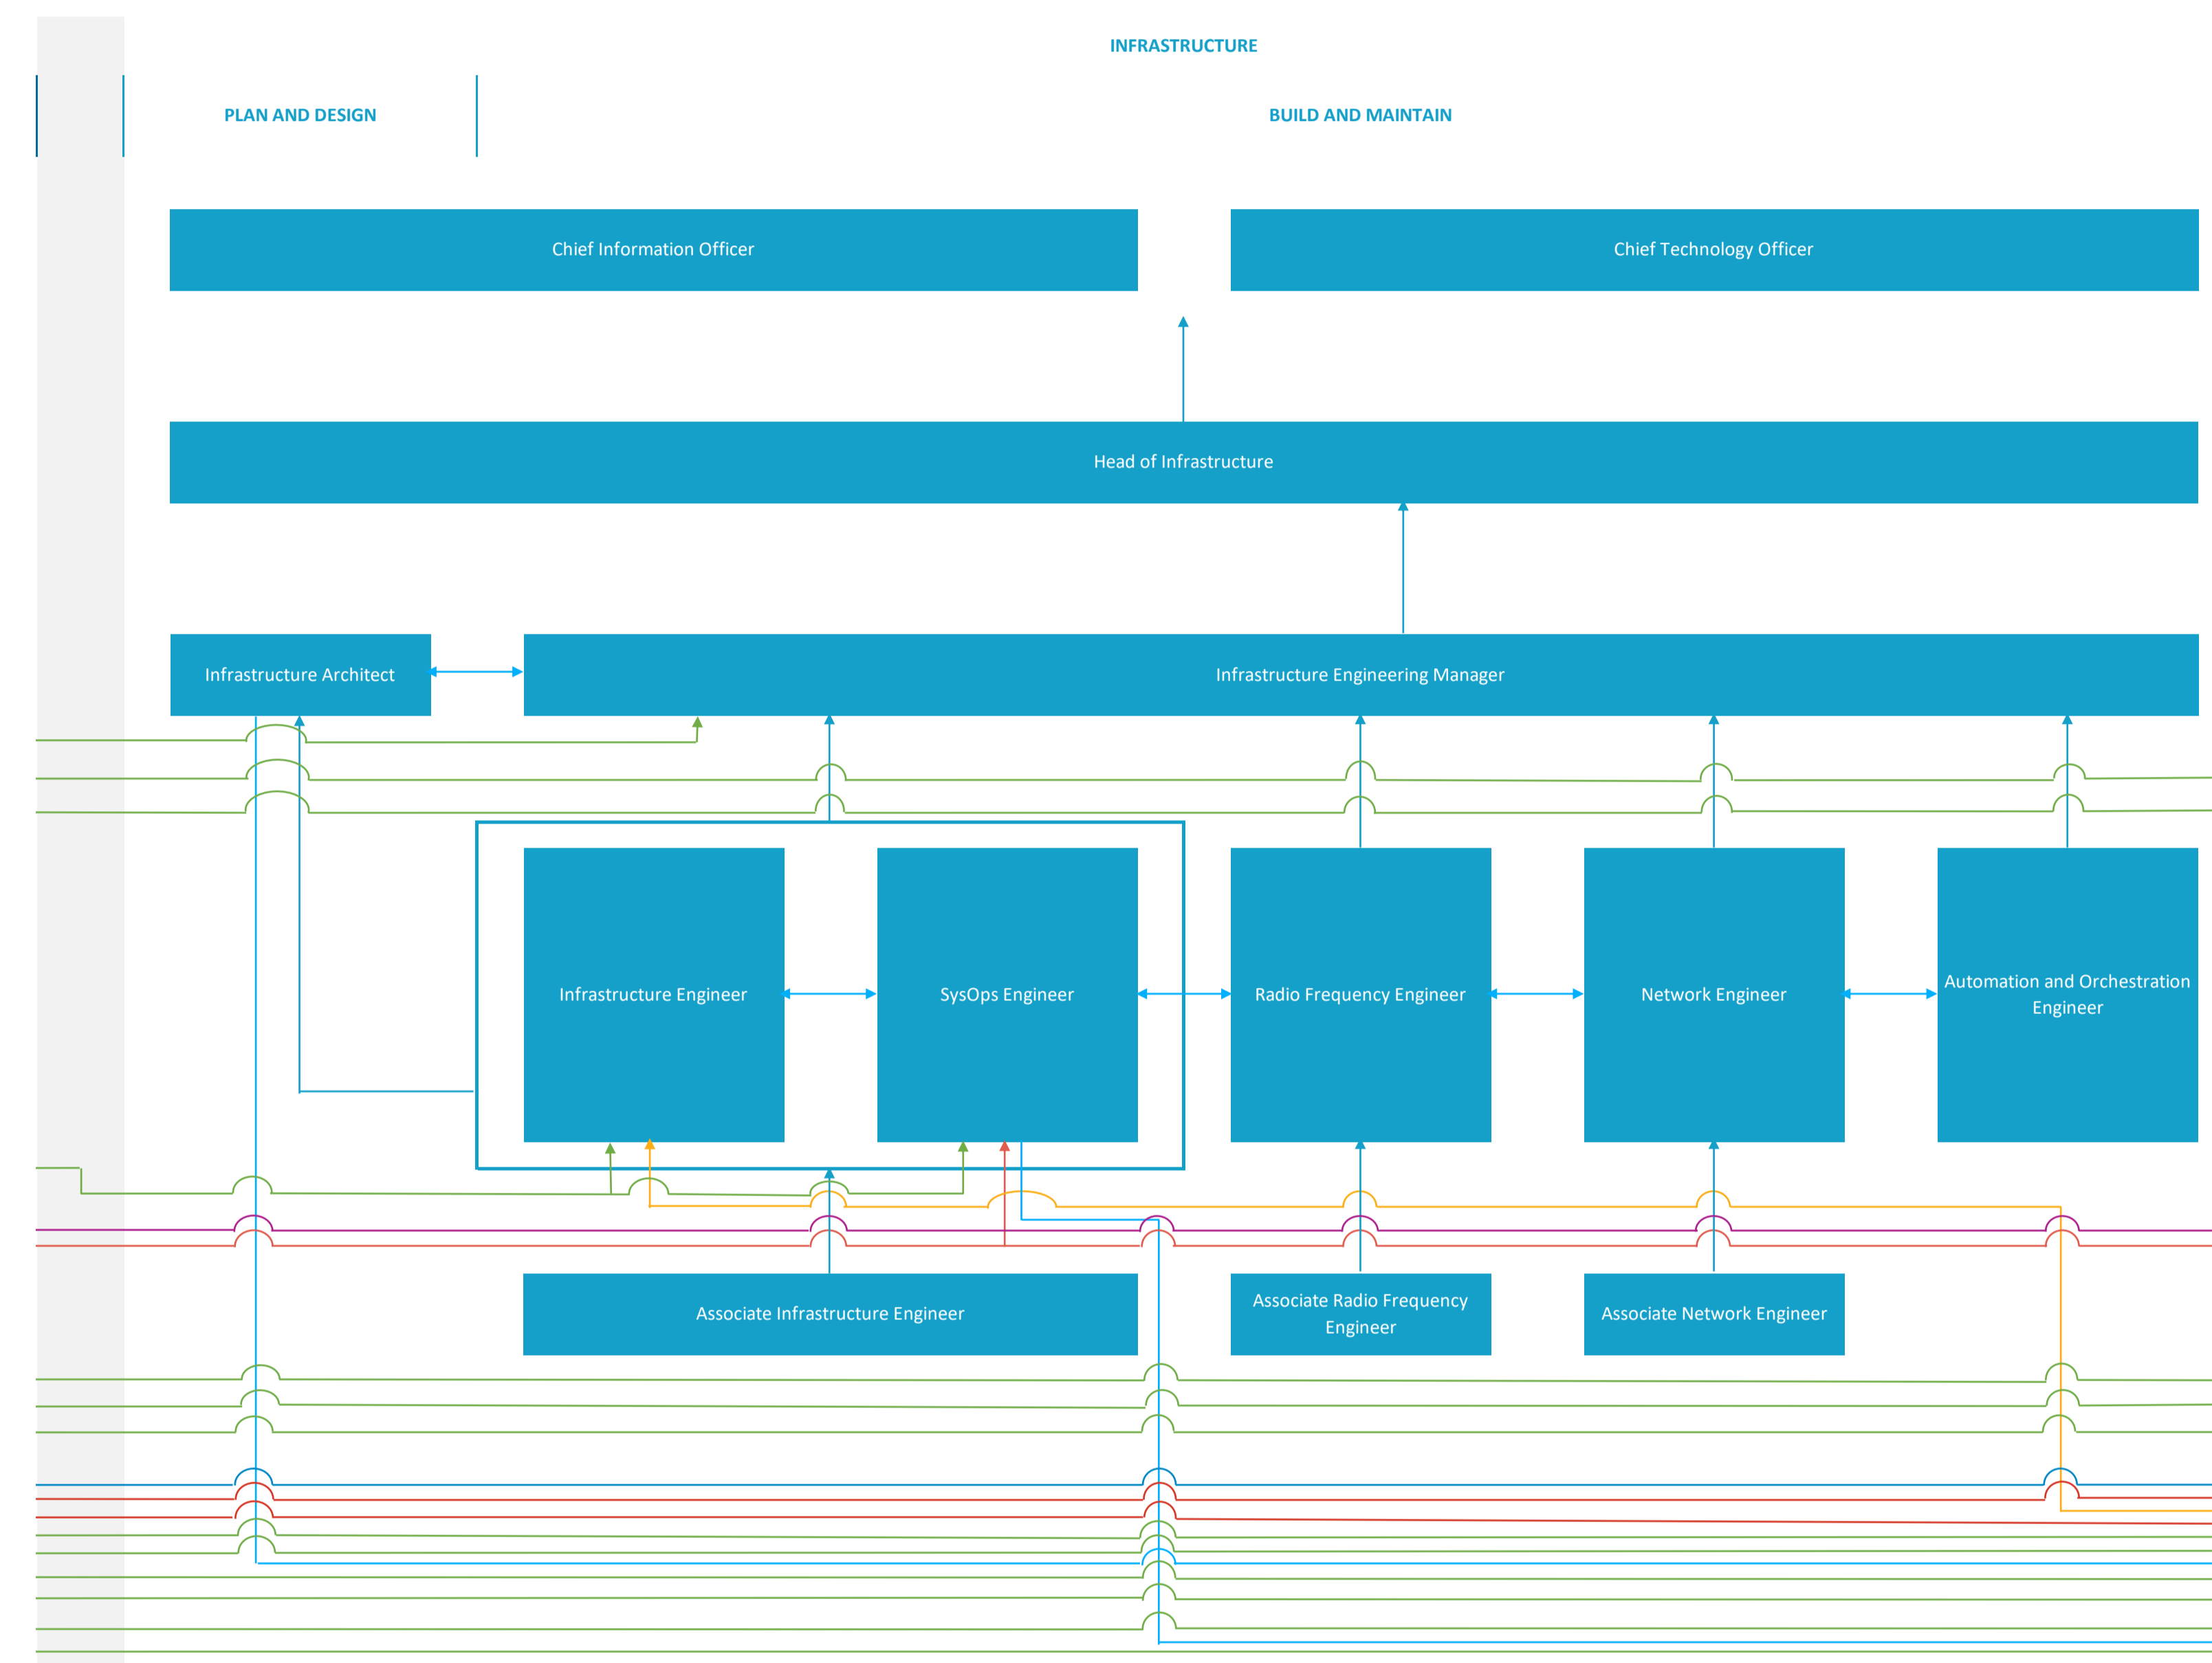 INFRASTRUCTURE
PLAN AND DESIGN
BUILD AND MAINTAIN
Chief Information Officer
Chief Technology Officer
Head of Infrastructure
Infrastructure Architect
Infrastructure Engineering Manager
Infrastructure Engineer
SysOps Engineer
Radio Frequency Engineer
Network Engineer
Automation and Orchestration
Engineer
Associate Infrastructure Engineer
Associate Radio Frequency
Engineer
Associate Network Engineer